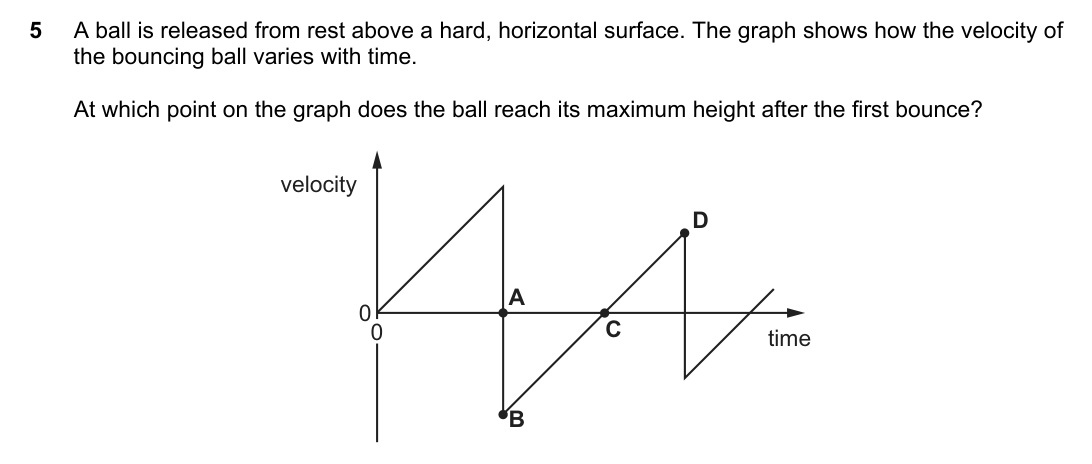 5 A ball is released from rest above a hard, horizontal surface. The graph shows how the velocity of
the bouncing ball varies with time.
At which point on the graph does the ball reach its maximum height after the first bounce?
velocity
D
A
0
C
0
time
B